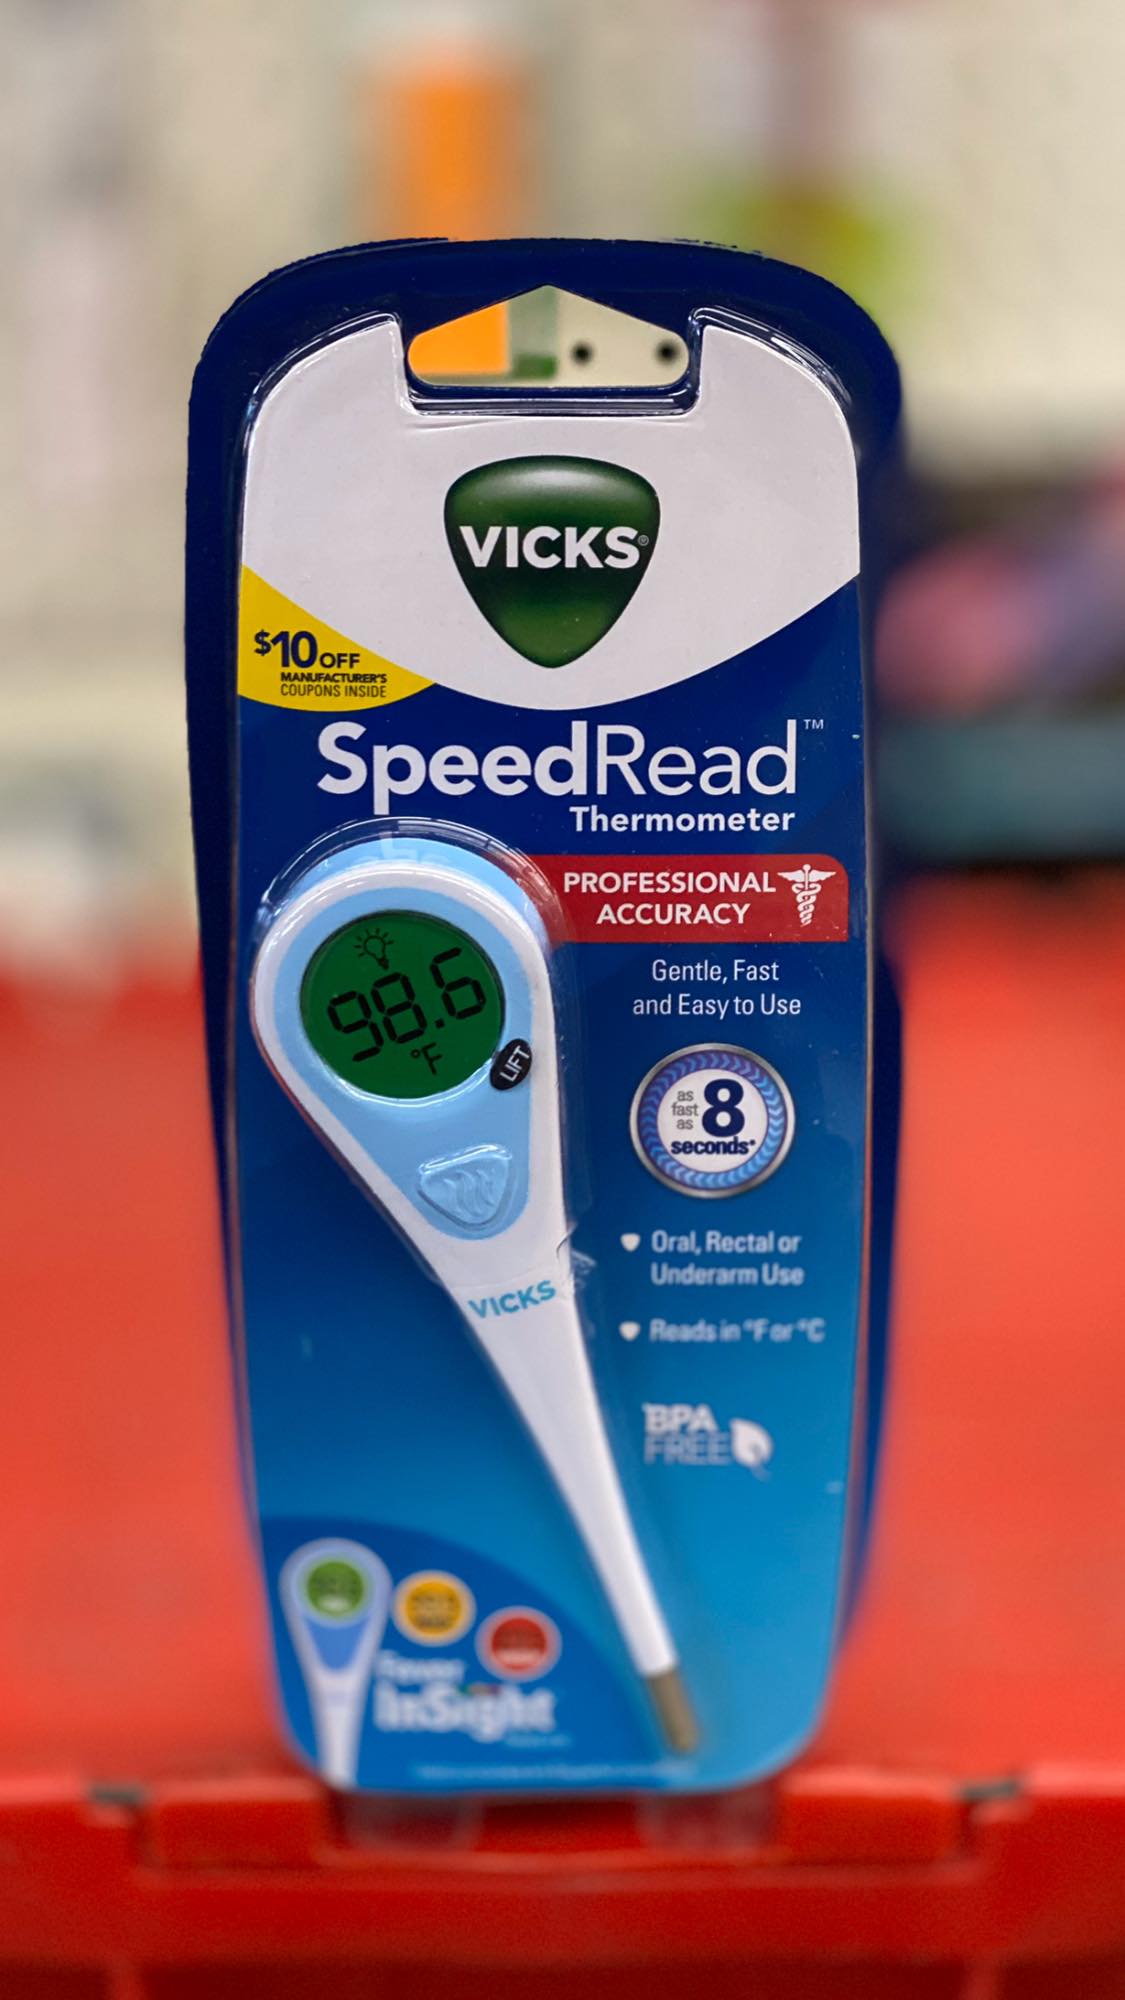 VICKS®
$10 OFF
MANUFACTURER'S
COUPONS INSIDE
SpeedRead™
Thermometer
PROFESSIONAL
ACCURACY
Gentle, Fast
and Easy to Use
98.6
°F
LIFT
as fast as 8
seconds*
Oral, Rectal or
Underarm Use
VICKS
Reads in °F or °C
BPA
FREE
Fever
InSight